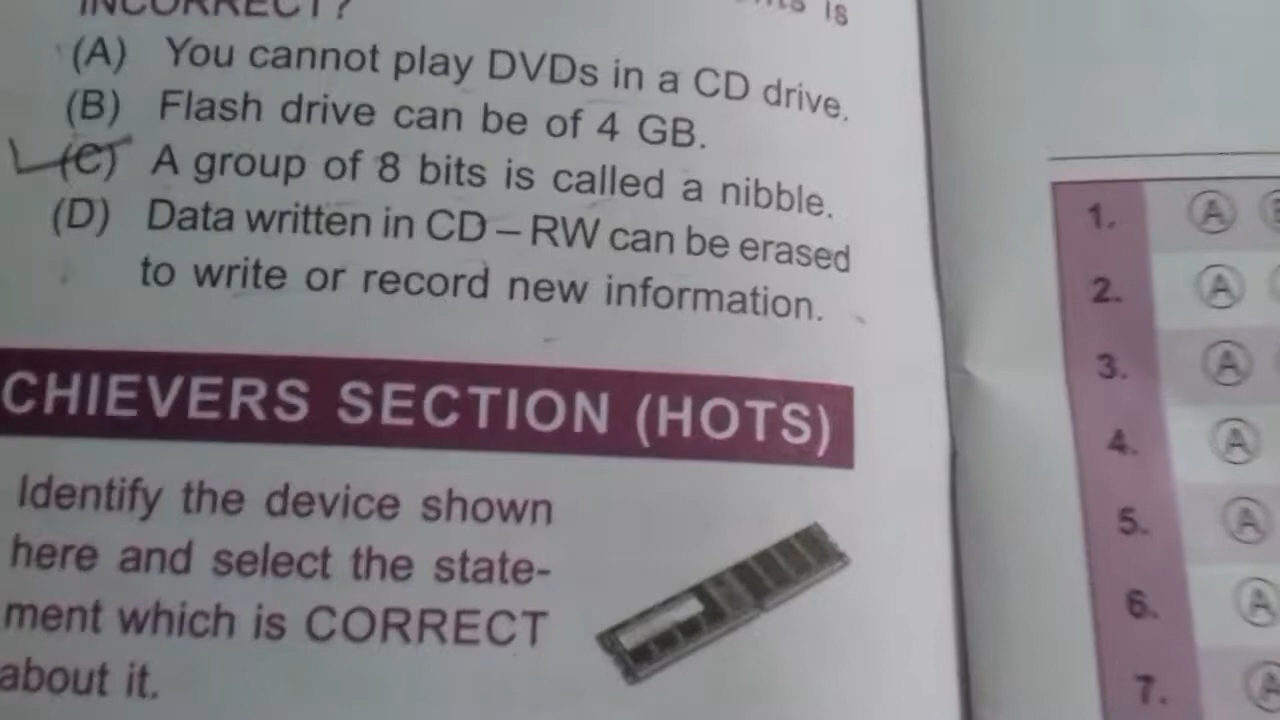 INCORRECT?
is
(A) You cannot play DVDs in a CD drive.
(B) Flash drive can be of 4 GB.
(C) A group of 8 bits is called a nibble.
(D) Data written in CD – RW can be erased
to write or record new information.
CHIEVERS SECTION (HOTS)
Identify the device shown
here and select the state-
ment which is CORRECT
about it.
1. A
2. A
3. A
4. A
5. A
6. A
7. A